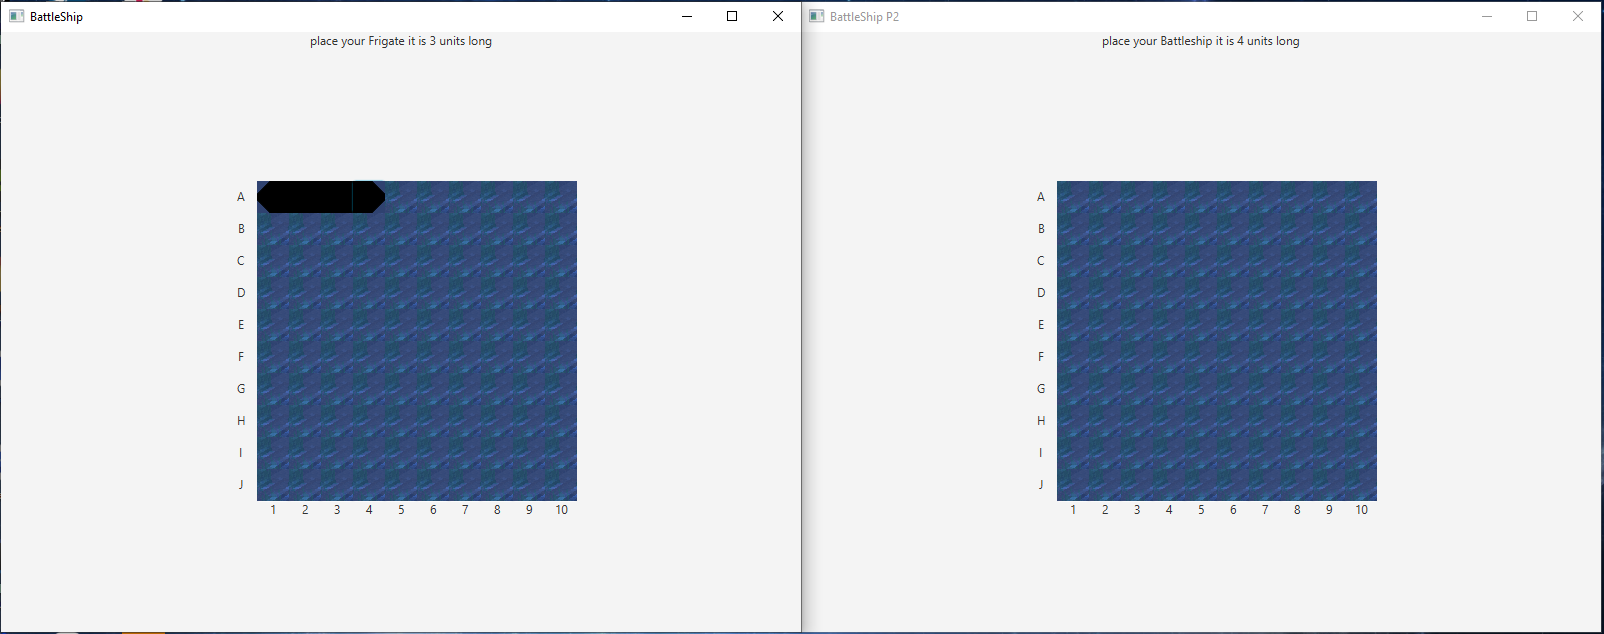 BattleShip
place your Frigate it is 3 units long
A
B
C
D
E
F
G
H
I
J
1 2 3 4 5 6 7 8 9 10
BattleShip P2
place your Battleship it is 4 units long
A
B
C
D
E
F
G
H
I
J
1 2 3 4 5 6 7 8 9 10